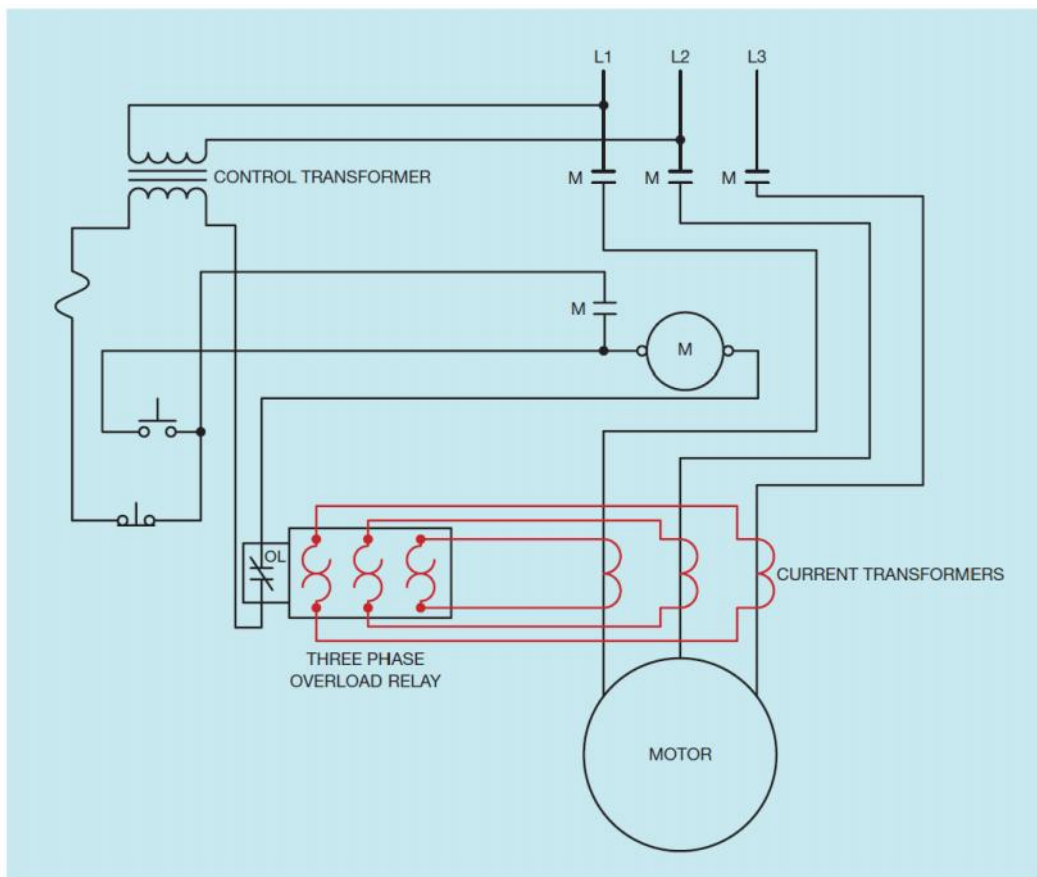 L1 L2 L3
CONTROL TRANSFORMER
M M M
M
M
OL
CURRENT TRANSFORMERS
THREE PHASE
OVERLOAD RELAY
MOTOR